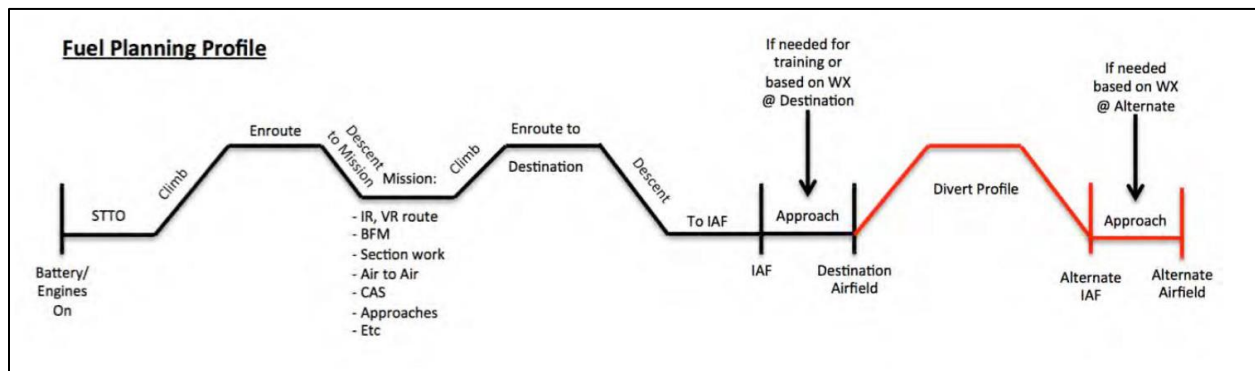 Fuel Planning Profile
If needed for
training or
based on WX
@ Destination
If needed
based on WX
@ Alternate
Enroute
Descent
to Mission
Climb
Mission:
Climb
Enroute to
Destination
Descent
Divert Profile
STTO
To IAF
Approach
Approach
- IR, VR route
- BFM
- Section work
- Air to Air
- CAS
- Approaches
- Etc
Battery/
Engines
On
IAF
Destination
Airfield
Alternate
IAF
Alternate
Airfield